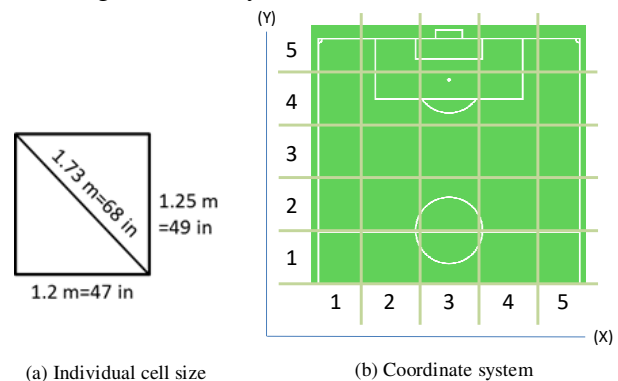 1.73 m=68 in
1.25 m
=49 in
1.2 m=47 in
(a) Individual cell size
(Y)
5
4
3
2
1
1 2 3 4 5
(X)
(b) Coordinate system